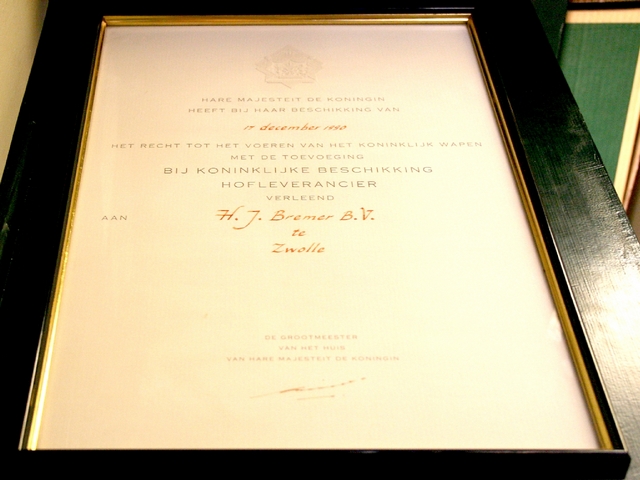 HARE MAJESTEIT DE KONINGIN
HEEFT BIJ HAAR BESCHIKKING VAN
17 december 1980
HET RECHT TOT HET VOEREN VAN HET KONINKLIJK WAPEN
MET DE TOEVOEGING
BIJ KONINKLIJKE BESCHIKKING
HOFLEVERANCIER
VERLEEND
AAN H. J. Bremer B.V.
te
Zwolle
DE GROOTMEESTER
VAN HET HUIS
VAN HARE MAJESTEIT DE KONINGIN